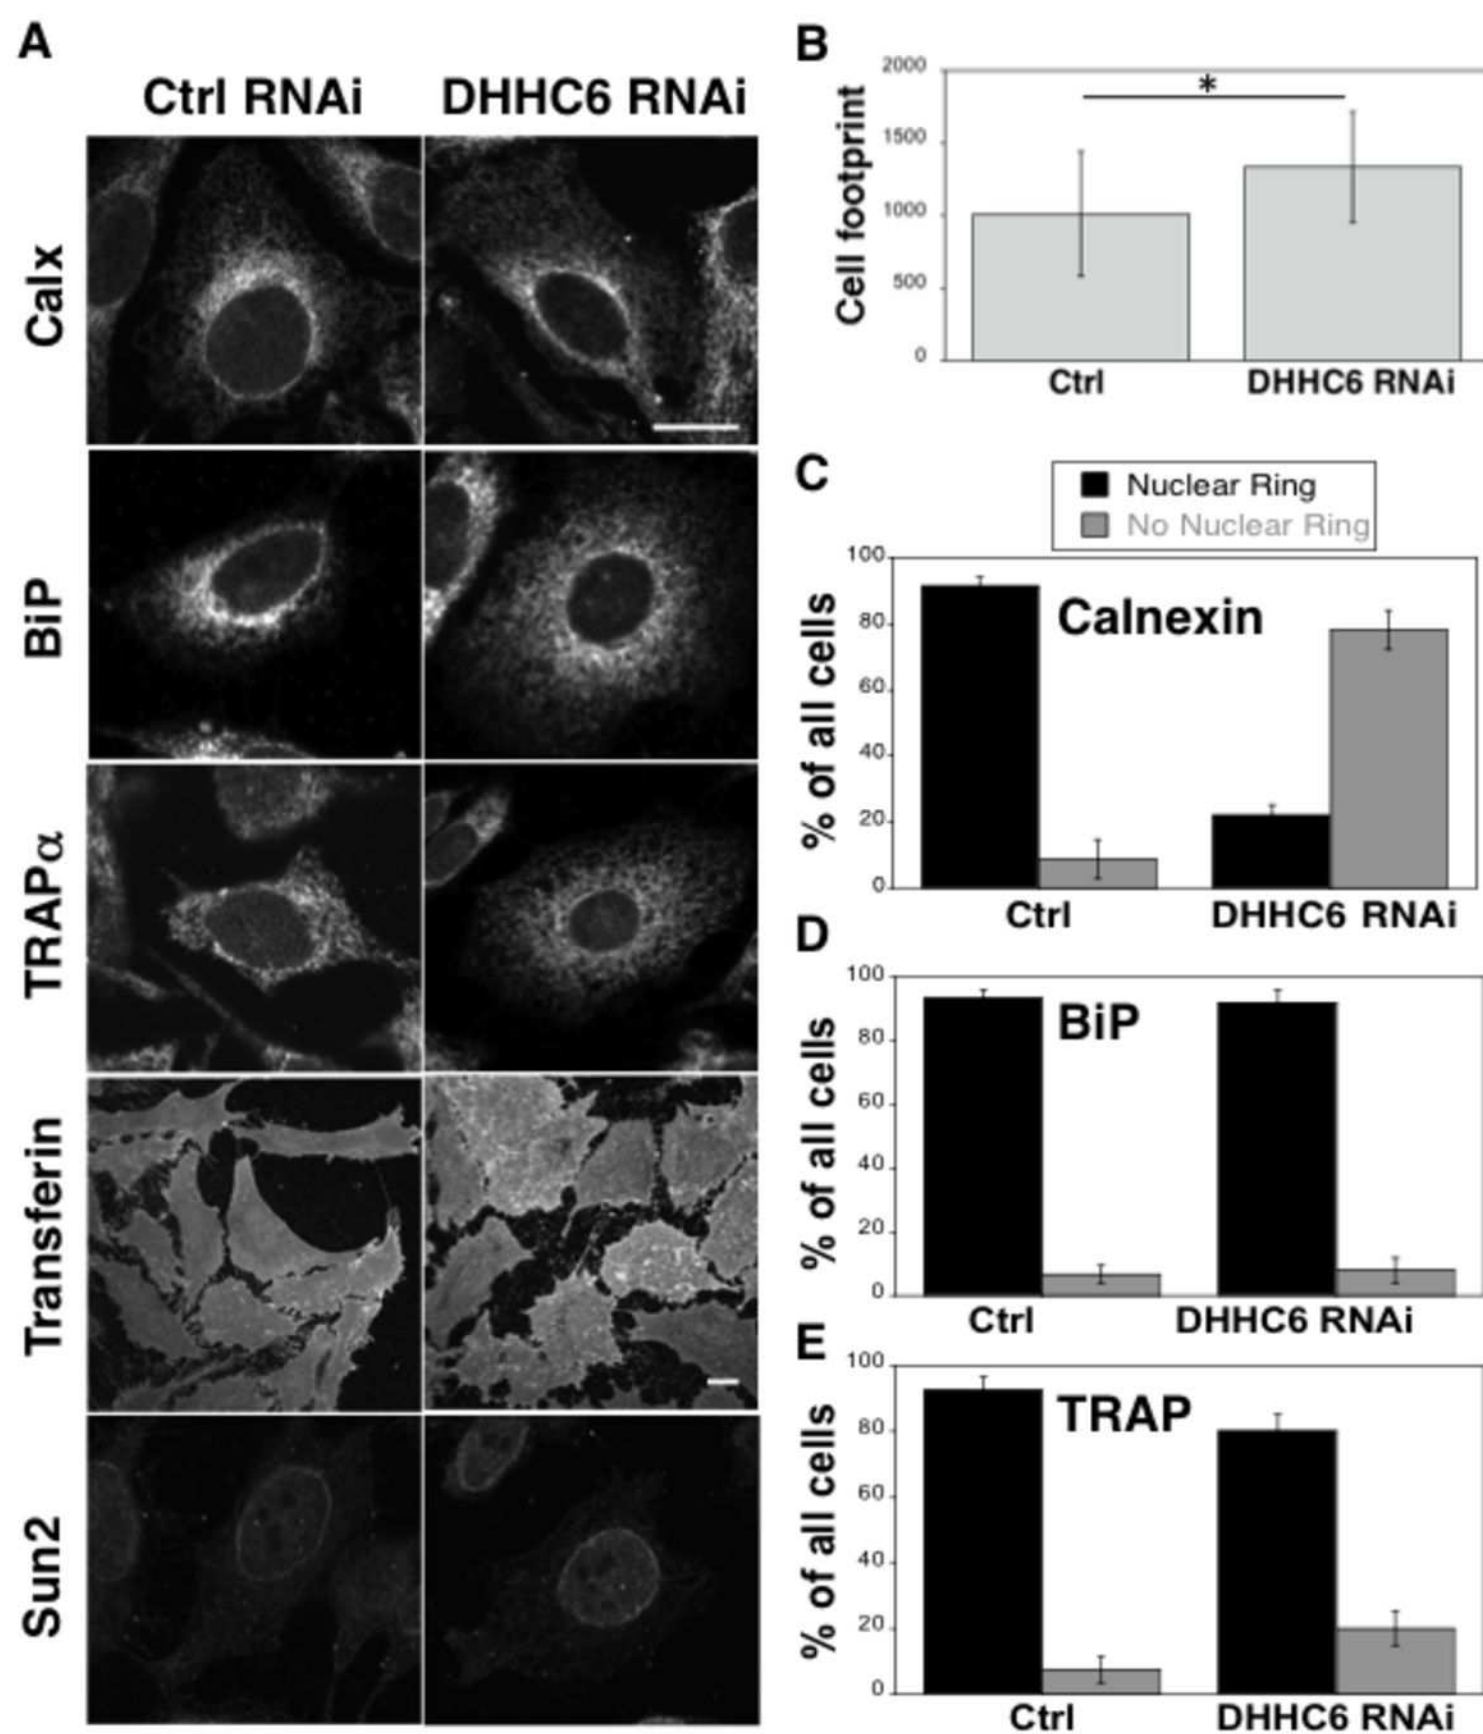 A
Ctrl RNAi
DHHC6 RNAi
Calx
BiP
TRAPα
Transferin
Sun2
B
Cell footprint
2000
1500
1000
500
0
*
Ctrl
DHHC6 RNAi
C
Nuclear Ring
No Nuclear Ring
% of all cells
100
80
60
40
20
0
Calnexin
Ctrl
DHHC6 RNAi
D
% of all cells
100
80
60
40
20
0
BiP
Ctrl
DHHC6 RNAi
E
% of all cells
100
80
60
40
20
0
TRAP
Ctrl
DHHC6 RNAi